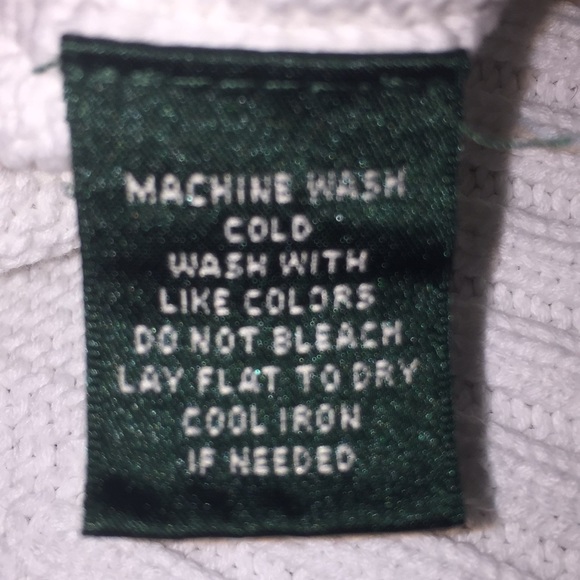 MACHINE WASH
COLD
WASH WITH
LIKE COLORS
DO NOT BLEACH
LAY FLAT TO DRY
COOL IRON
IF NEEDED